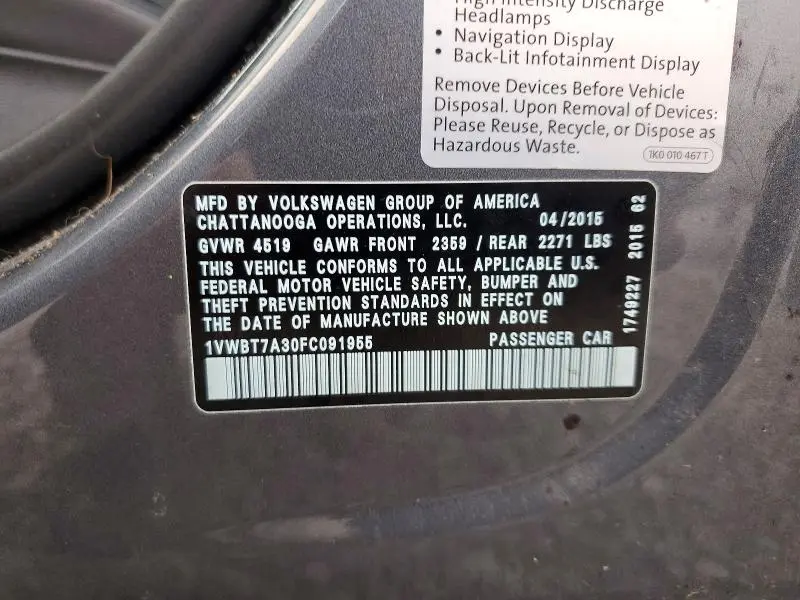 High Intensity Discharge
Headlamps
• Navigation Display
• Back-Lit Infotainment Display
Remove Devices Before Vehicle
Disposal. Upon Removal of Devices:
Please Reuse, Recycle, or Dispose as
Hazardous Waste.
1K0 010 467 T
MFD BY VOLKSWAGEN GROUP OF AMERICA
CHATTANOOGA OPERATIONS, LLC. 04/2015
GVWR 4519 GAWR FRONT 2359 / REAR 2271 LBS
THIS VEHICLE CONFORMS TO ALL APPLICABLE U.S.
FEDERAL MOTOR VEHICLE SAFETY, BUMPER AND
THEFT PREVENTION STANDARDS IN EFFECT ON
THE DATE OF MANUFACTURE SHOWN ABOVE
1VWBT7A30FC091955 PASSENGER CAR
1749227 2015 62